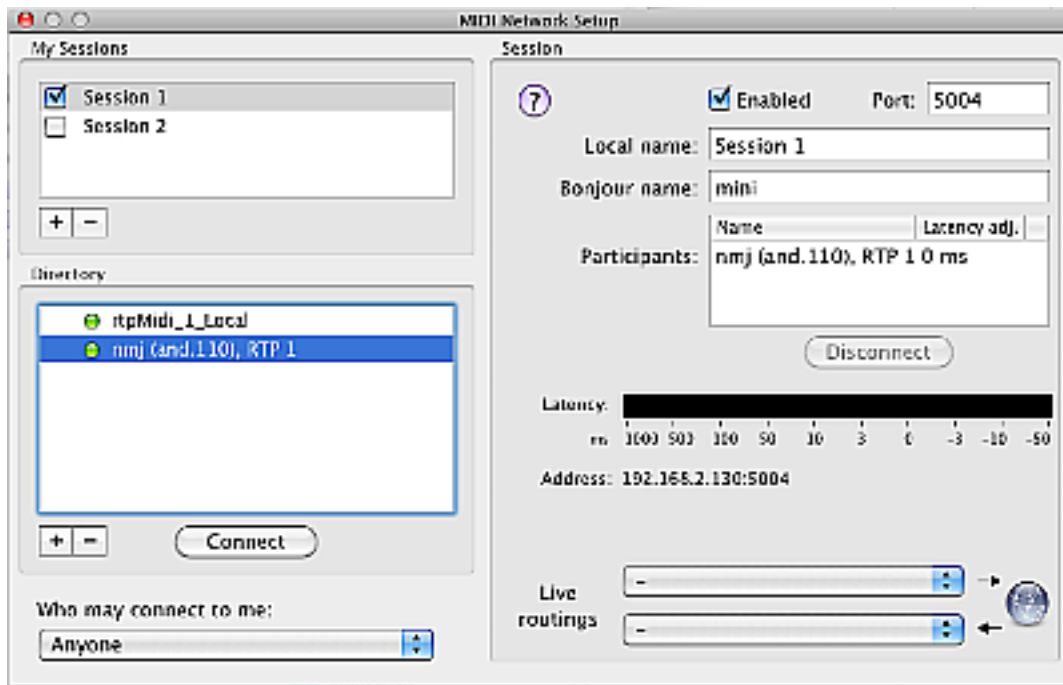 MIDI Network Setup
My Sessions
Session 1
Session 2
+ -
Directory
rtpMidi_1_Local
nmj (and.110), RTP 1
+ - Connect
Who may connect to me:
Anyone
Session
? Enabled Port: 5004
Local name: Session 1
Bonjour name: mini
Name Latency adj.
Participants: nmj (and.110), RTP 1 0 ms
Disconnect
Latency:
ms 1000 500 100 50 10 3 0 -3 -10 -50
Address: 192.168.2.130:5004
Live
routings
-
-